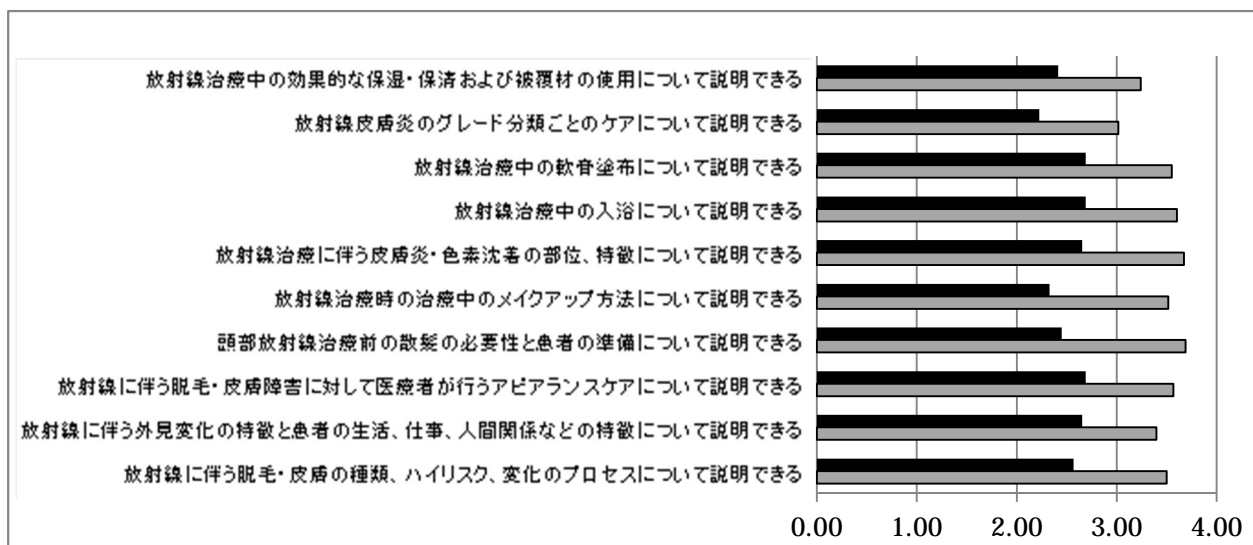 放射線治療中の効果的な保湿・保済および被覆材の使用について説明できる
放射線皮膚炎のグレード分類ごとのケアについて説明できる
放射線治療中の軟膏塗布について説明できる
放射線治療中の入浴について説明できる
放射線治療に伴う皮膚炎・色素沈着の部位、特徴について説明できる
放射線治療時の治療中のメイクアップ方法について説明できる
頭部放射線治療前の散髪の必要性と患者の準備について説明できる
放射線に伴う脱毛・皮膚障害に対して医療者が行うアピアランスケアについて説明できる
放射線に伴う外見変化の特徴と患者の生活、仕事、人間関係などの特徴について説明できる
放射線に伴う脱毛・皮膚の種類、ハイリスク、変化のプロセスについて説明できる
0.00 1.00 2.00 3.00 4.00